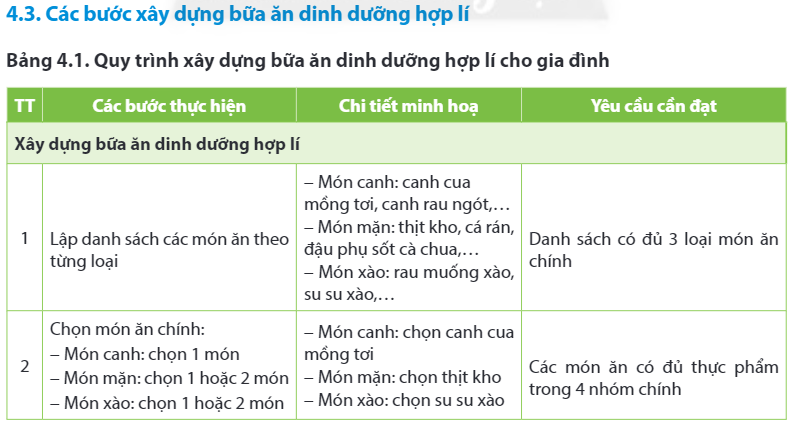 4.3. Các bước xây dựng bữa ăn dinh dưỡng hợp lí
Bảng 4.1. Quy trình xây dựng bữa ăn dinh dưỡng hợp lí cho gia đình
TT Các bước thực hiện Chi tiết minh hoạ Yêu cầu cần đạt
Xây dựng bữa ăn dinh dưỡng hợp lí
1
Lập danh sách các món ăn theo
từng loại
– Món canh: canh cua
mồng tơi, canh rau ngót,...
– Món mặn: thịt kho, cá rán,
đậu phụ sốt cà chua,...
– Món xào: rau muống xào,
su su xào,...
Danh sách có đủ 3 loại món ăn
chính
2
Chọn món ăn chính:
– Món canh: chọn 1 món
– Món mặn: chọn 1 hoặc 2 món
– Món xào: chọn 1 hoặc 2 món
– Món canh: chọn canh cua
mồng tơi
– Món mặn: chọn thịt kho
– Món xào: chọn su su xào
Các món ăn có đủ thực phẩm
trong 4 nhóm chính